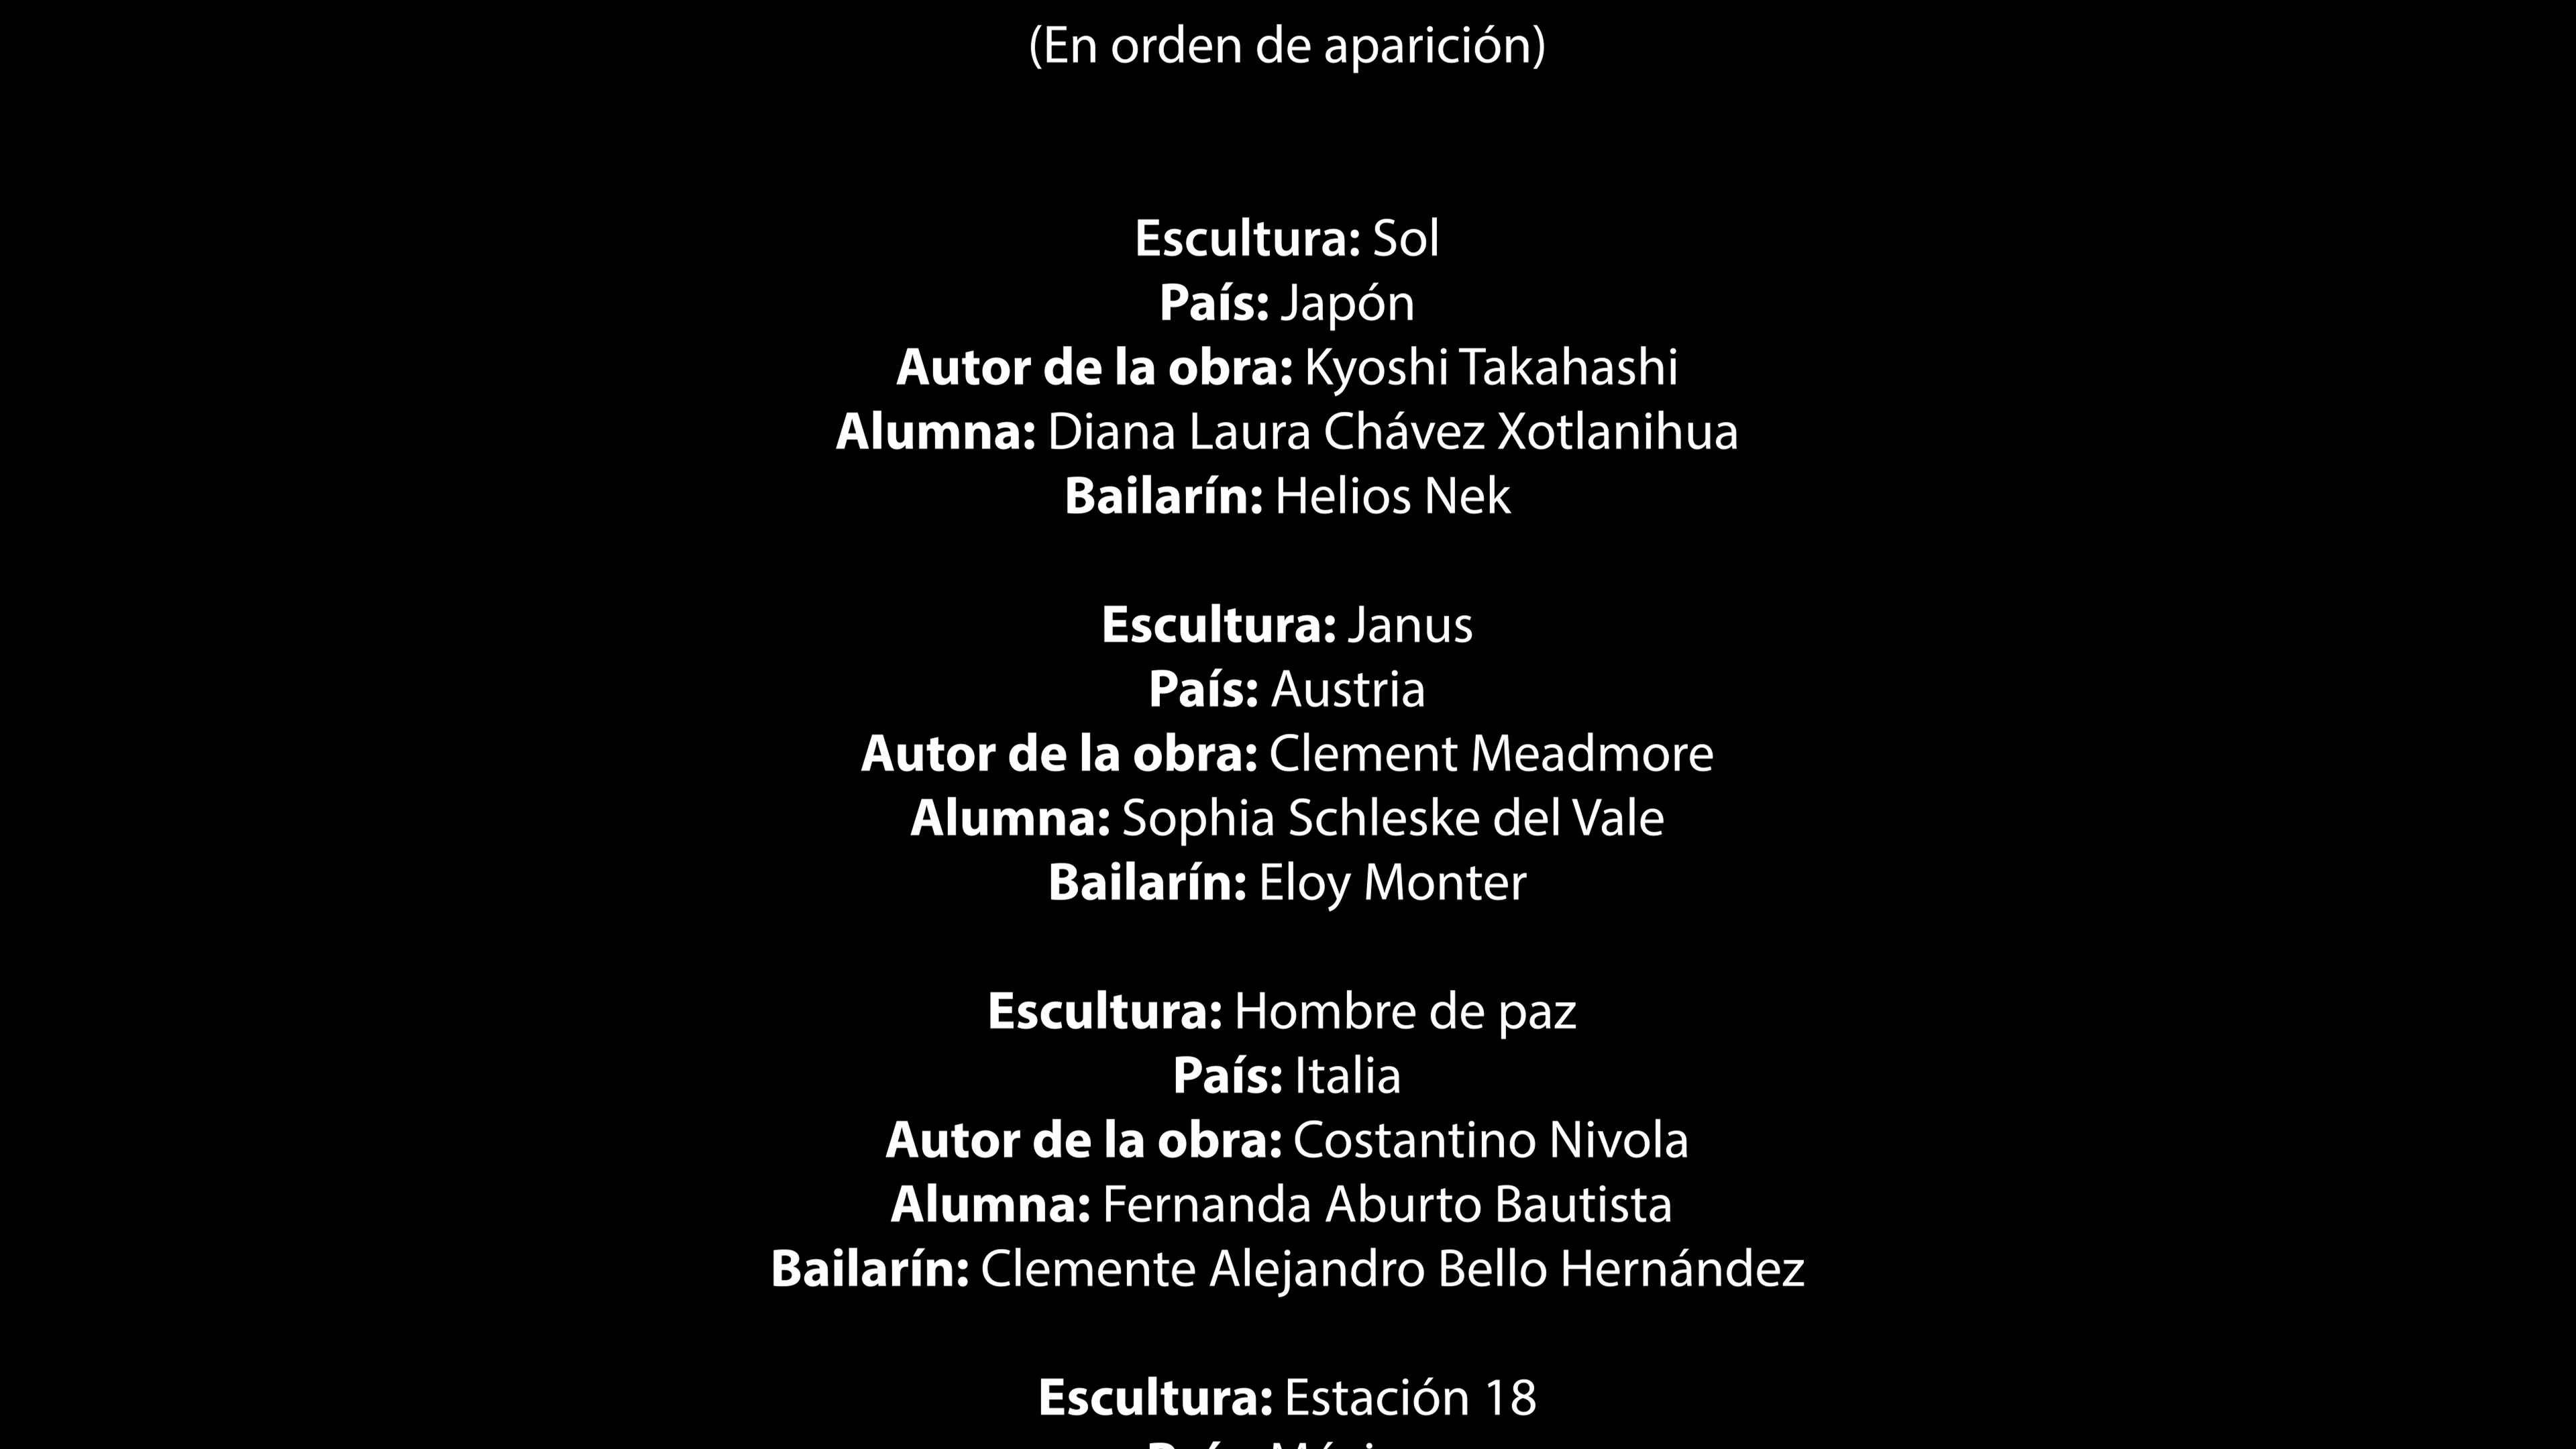 (En orden de aparición)
Escultura: Sol
País: Japón
Autor de la obra: Kyoshi Takahashi
Alumna: Diana Laura Chávez Xotlanihua
Bailarín: Helios Nek
Escultura: Janus
País: Austria
Autor de la obra: Clement Meadmore
Alumna: Sophia Schleske del Vale
Bailarín: Eloy Monter
Escultura: Hombre de paz
País: Italia
Autor de la obra: Costantino Nivola
Alumna: Fernanda Aburto Bautista
Bailarín: Clemente Alejandro Bello Hernández
Escultura: Estación 18